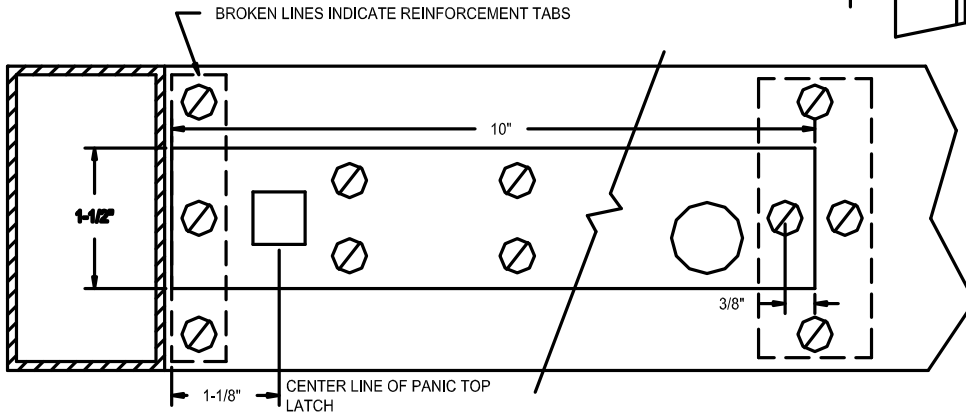 BROKEN LINES INDICATE REINFORCEMENT TABS
10"
1-1/2"
3/8"
1-1/8"
CENTER LINE OF PANIC TOP
LATCH